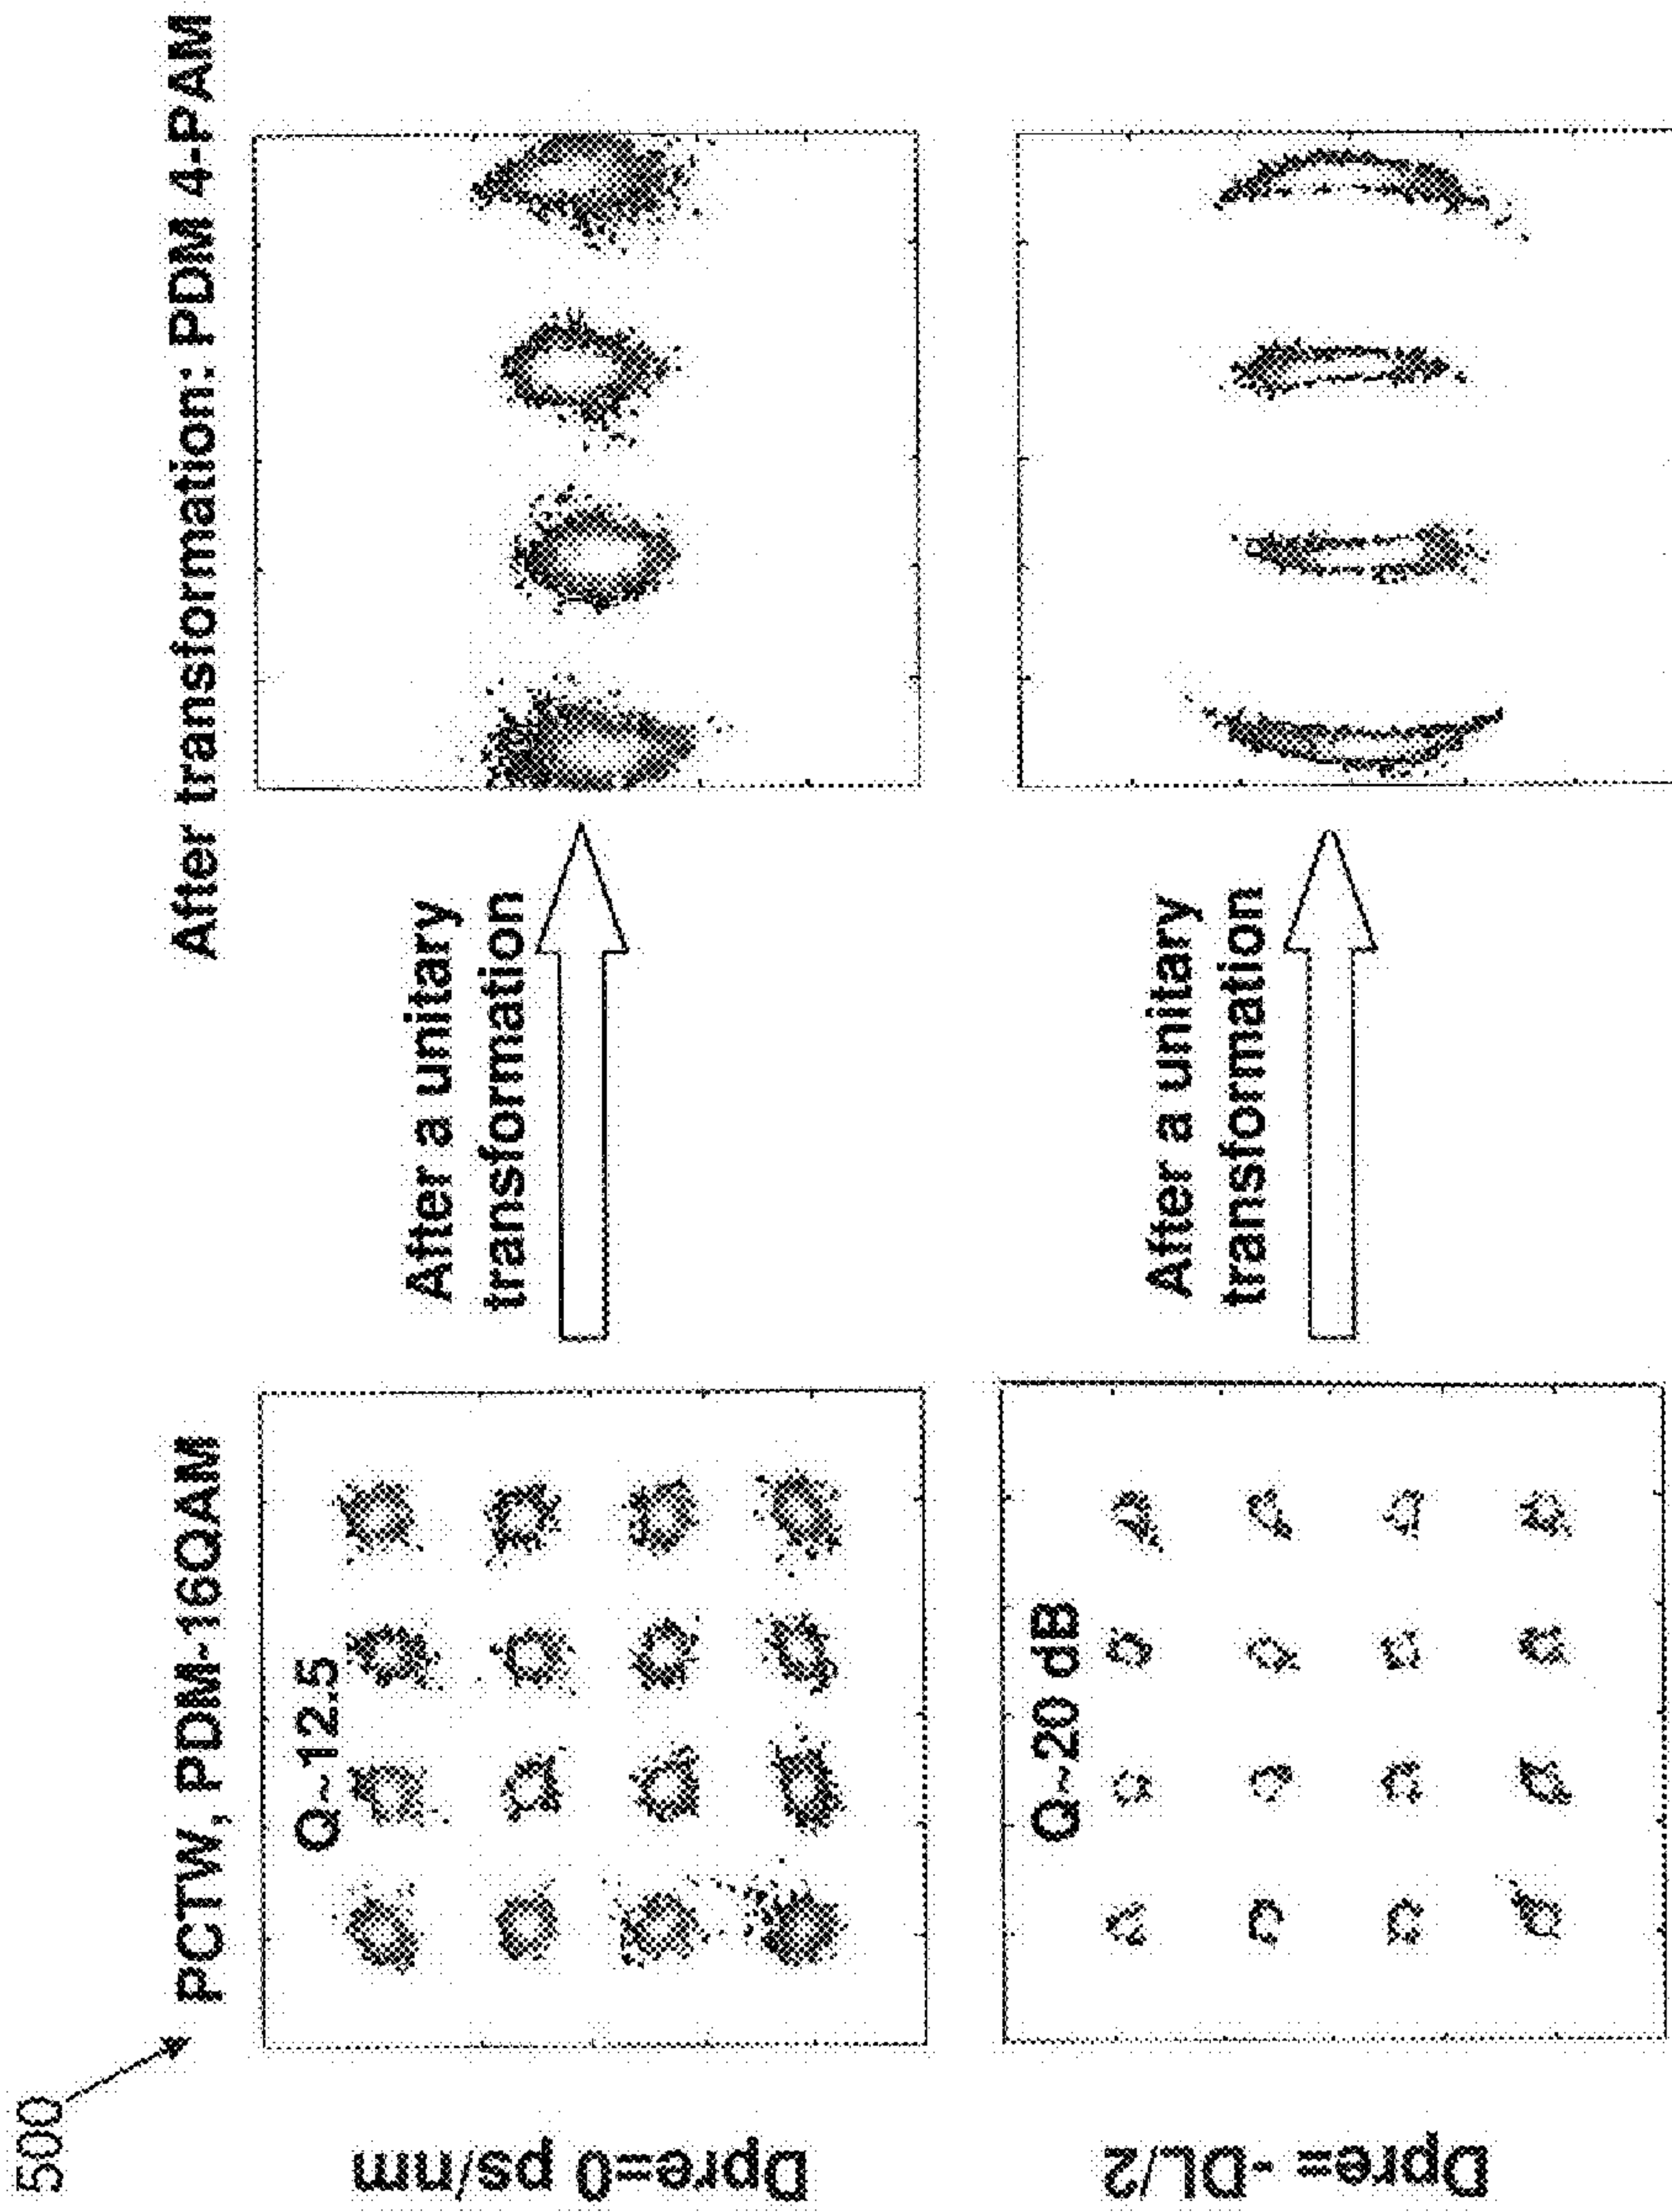 500
PCTW, PDM-16QAM
After transformation: PDM 4-PAM
Dpre=0 ps/nm
Q~12.5
After a unitary
transformation
Dpre= -DL/2
Q~20 dB
After a unitary
transformation